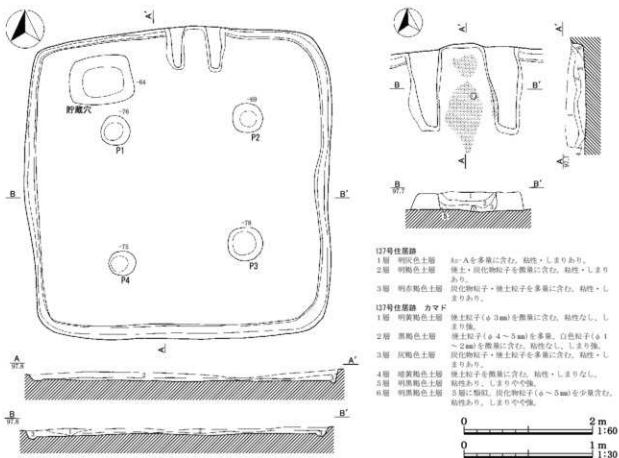 A'
-64
貯蔵穴
-76
P1
-69
P2
B
B'
-78
P3
-75
P4
A
A
97.8
A'
B
97.8
B'
A'
B
B'
A
A'
A
97.7
B
97.7
B'
5
137号住居跡
1層 明灰色土層 As-Aを多量に含む。粘性・しまりあり。
2層 明褐色土層 焼土・炭化物粒子を微量に含む。粘性・しまり
あり。
3層 明赤褐色土層 炭化物粒子・焼土粒子を多量に含む。粘性・し
まりあり。
137号住居跡 カマド
1層 明黄褐色土層 焼土粒子(φ3㎜)を微量に含む。粘性なし、し
まり強。
2層 黒褐色土層 焼土粒子(φ4～5㎜)を多量、白色粒子(φ1
～2㎜)を微量に含む。粘性なし、しまり強。
3層 灰褐色土層 炭化物粒子・焼土粒子を多量に含む。粘性・し
まりあり。
4層 暗黄褐色土層 焼土粒子を微量に含む。粘性・しまりなし。
5層 明黒褐色土層 粘性あり、しまりやや強。
6層 明黒褐色土層 5層に類似。炭化物粒子(φ～5㎜)を少量含む。
粘性あり、しまりやや強。
0 2 m
1:60
0 1 m
1:30